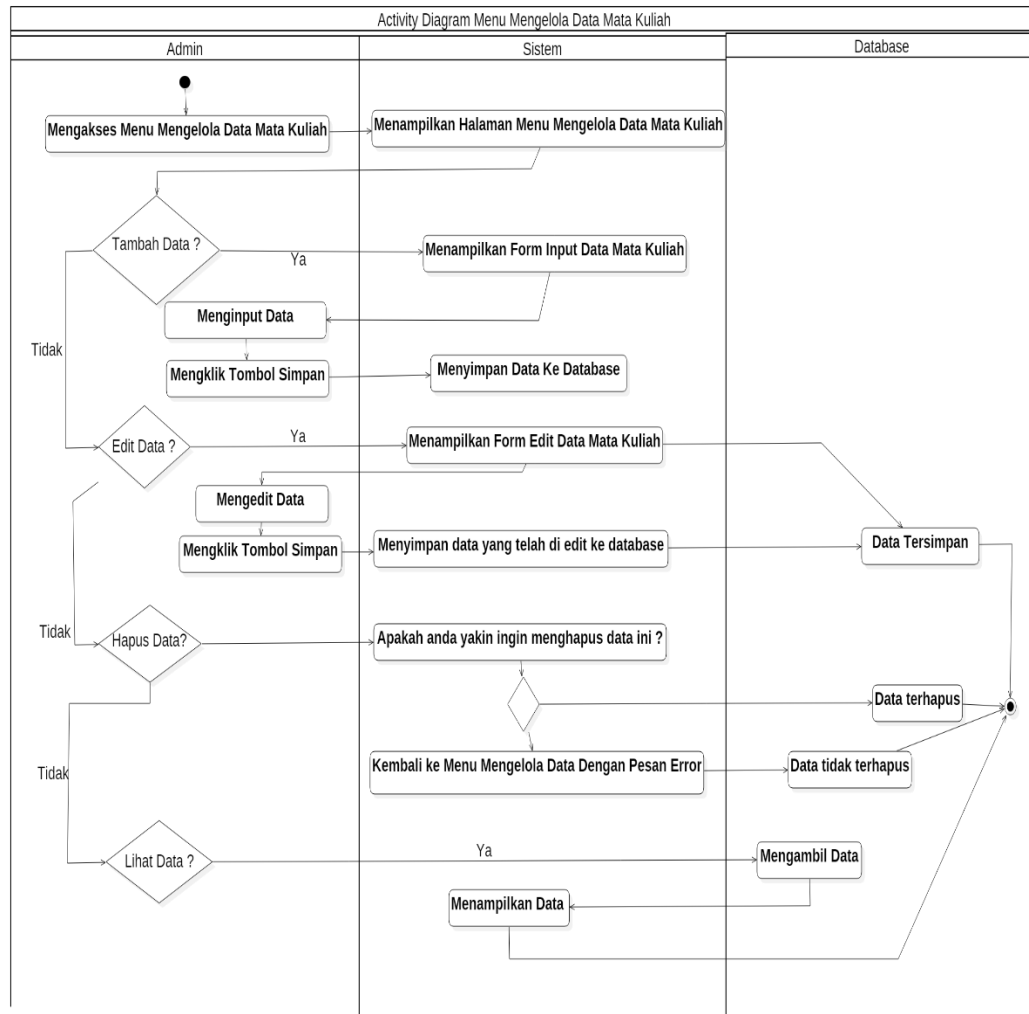 Activity Diagram Menu Mengelola Data Mata Kuliah
Admin
Sistem
Database
Mengakses Menu Mengelola Data Mata Kuliah
Menampilkan Halaman Menu Mengelola Data Mata Kuliah
Tambah Data ?
Ya
Menampilkan Form Input Data Mata Kuliah
Menginput Data
Tidak
Mengklik Tombol Simpan
Menyimpan Data Ke Database
Edit Data ?
Ya
Menampilkan Form Edit Data Mata Kuliah
Mengedit Data
Mengklik Tombol Simpan
Menyimpan data yang telah di edit ke database
Data Tersimpan
Tidak
Hapus Data?
Apakah anda yakin ingin menghapus data ini ?
Data terhapus
Tidak
Kembali ke Menu Mengelola Data Dengan Pesan Error
Data tidak terhapus
Lihat Data ?
Ya
Mengambil Data
Menampilkan Data